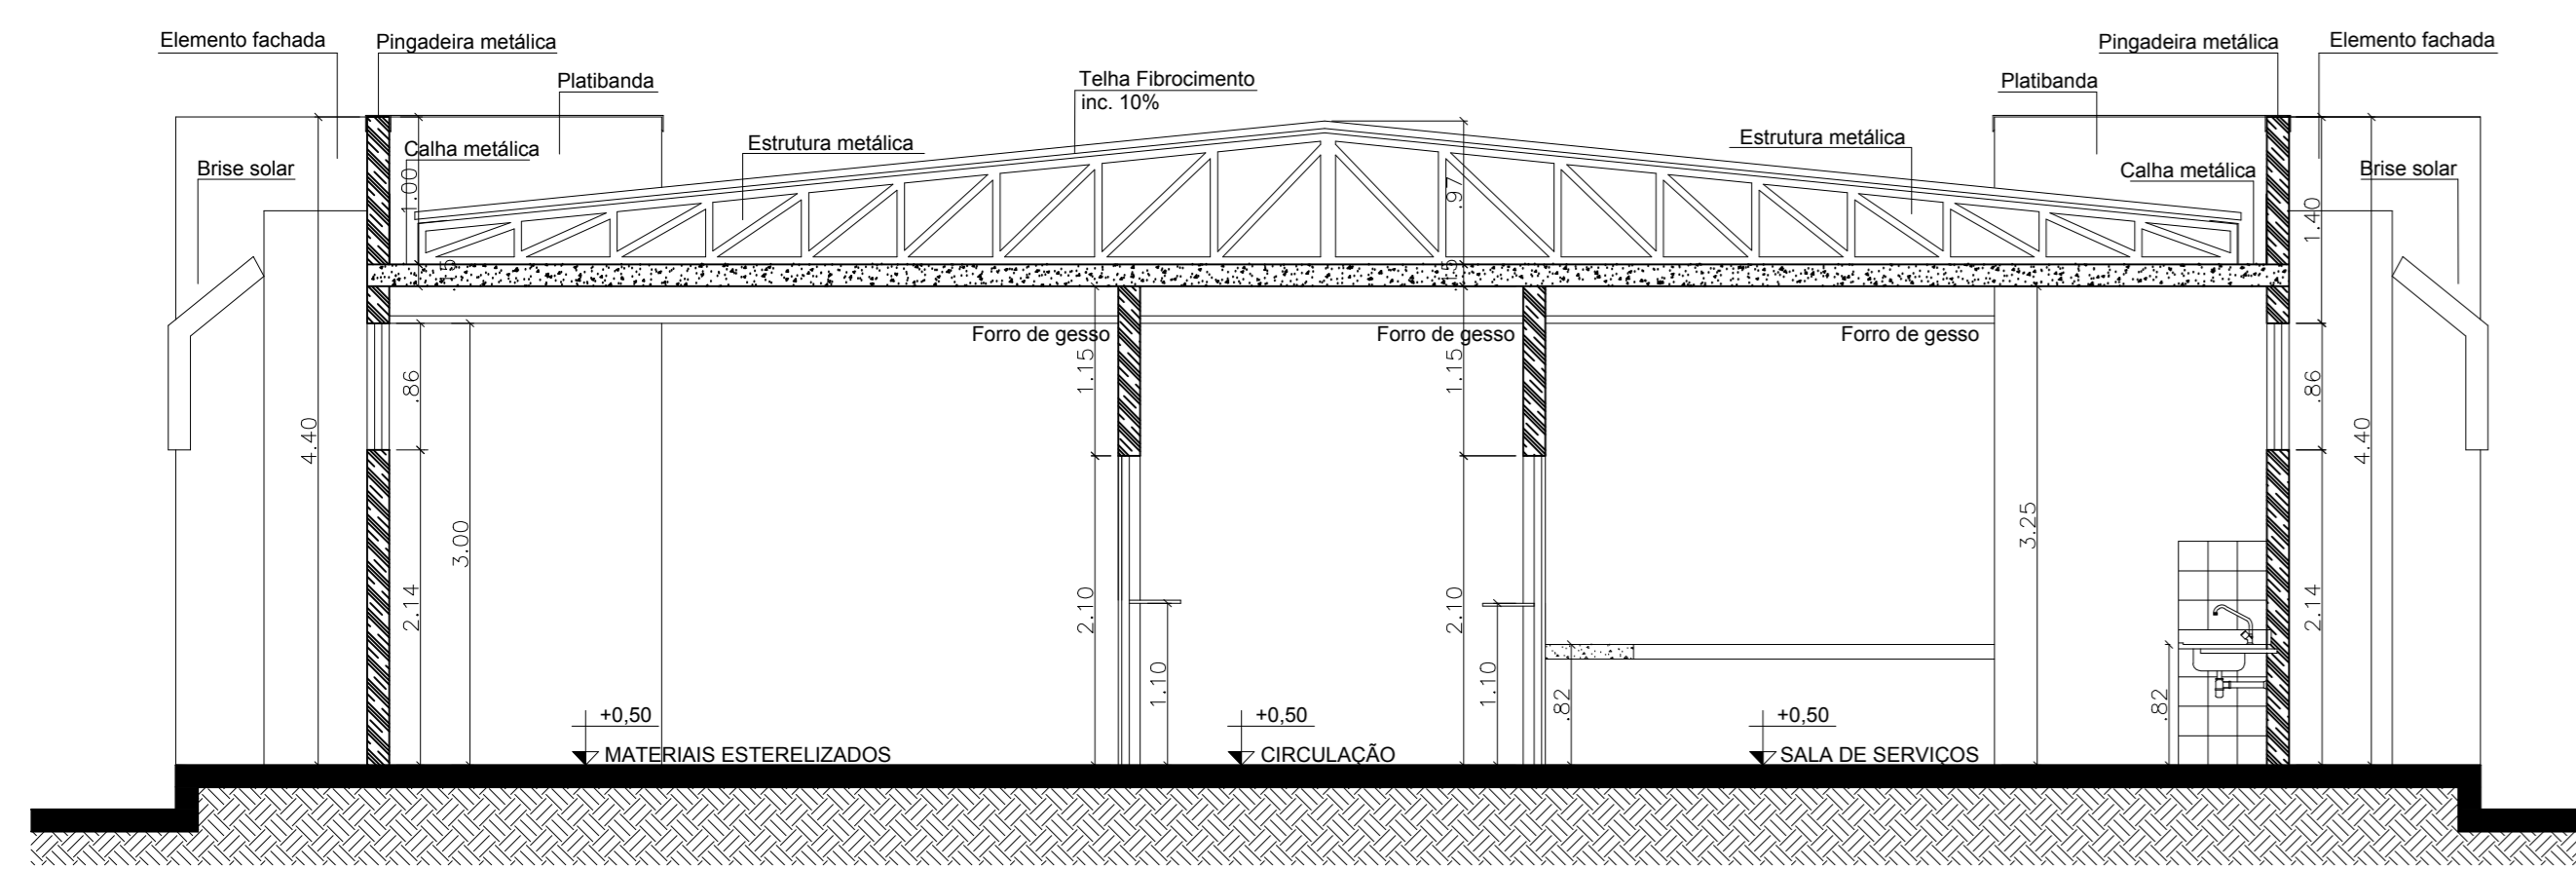 Elemento fachada
Pingadeira metálica
Pingadeira metálica
Elemento fachada
Platibanda
Telha Fibrocimento
inc. 10%
Platibanda
Calha metálica
Estrutura metálica
Estrutura metálica
Calha metálica
Brise solar
Brise solar
1.00
.97
1.40
.15
.15
Forro de gesso
Forro de gesso
Forro de gesso
.86
1.15
1.15
.86
4.40
4.40
3.00
3.25
2.14
2.10
2.10
2.14
1.10
1.10
.82
.82
+0,50
+0,50
+0,50
MATERIAIS ESTERELIZADOS
CIRCULAÇÃO
SALA DE SERVIÇOS